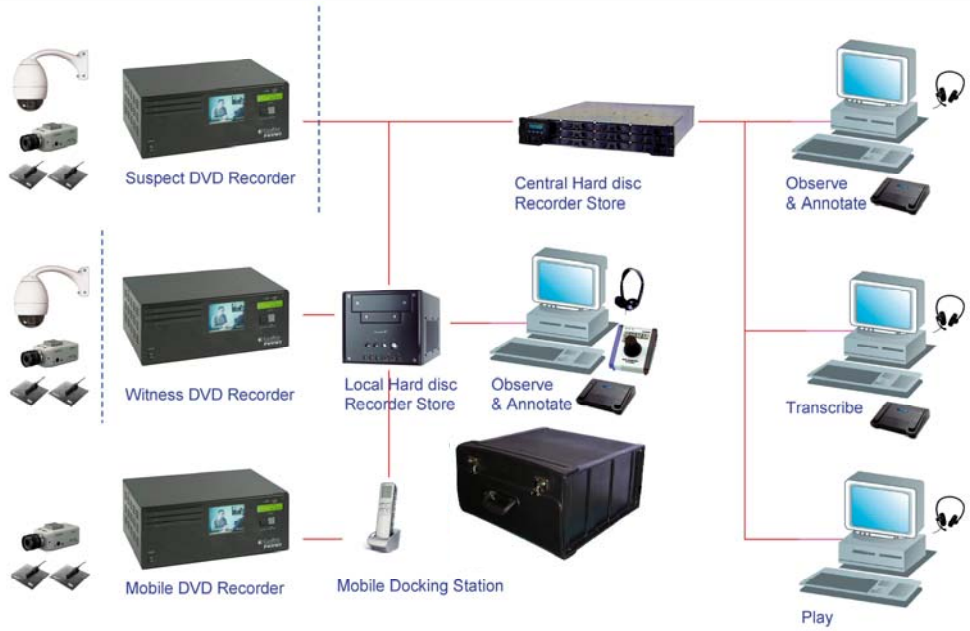 Suspect DVD Recorder
Central Hard disc
Recorder Store
Observe
& Annotate
Witness DVD Recorder
Local Hard disc
Recorder Store
Observe
& Annotate
Transcribe
Mobile DVD Recorder
Mobile Docking Station
Play